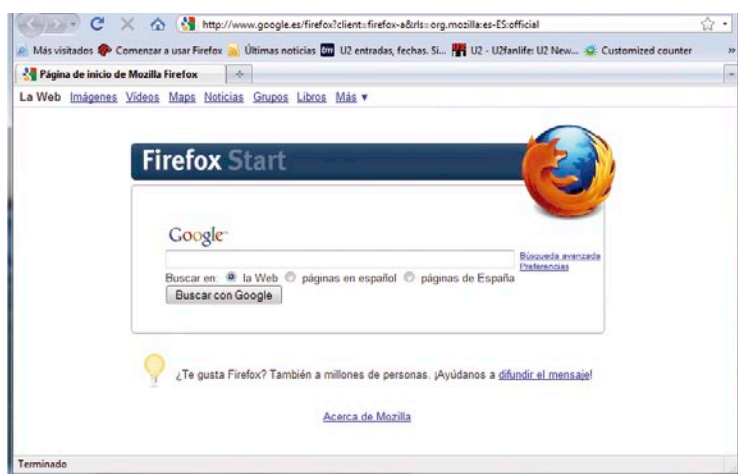 http://www.google.es/firefox?client=firefox-a&rls=org.mozilla:es-ES:official
Más visitados Comenzar a usar Firefox Últimas noticias tm U2 entradas, fechas. Si... U2 - U2fanlife: U2 New... Customized counter »
Página de inicio de Mozilla Firefox
La Web Imágenes Vídeos Maps Noticias Grupos Libros Más ▼
Firefox Start
Google
Búsqueda avanzada
Preferencias
Buscar en: la Web páginas en español páginas de España
Buscar con Google
¿Te gusta Firefox? También a millones de personas. ¡Ayúdanos a difundir el mensaje!
Acerca de Mozilla
Terminado